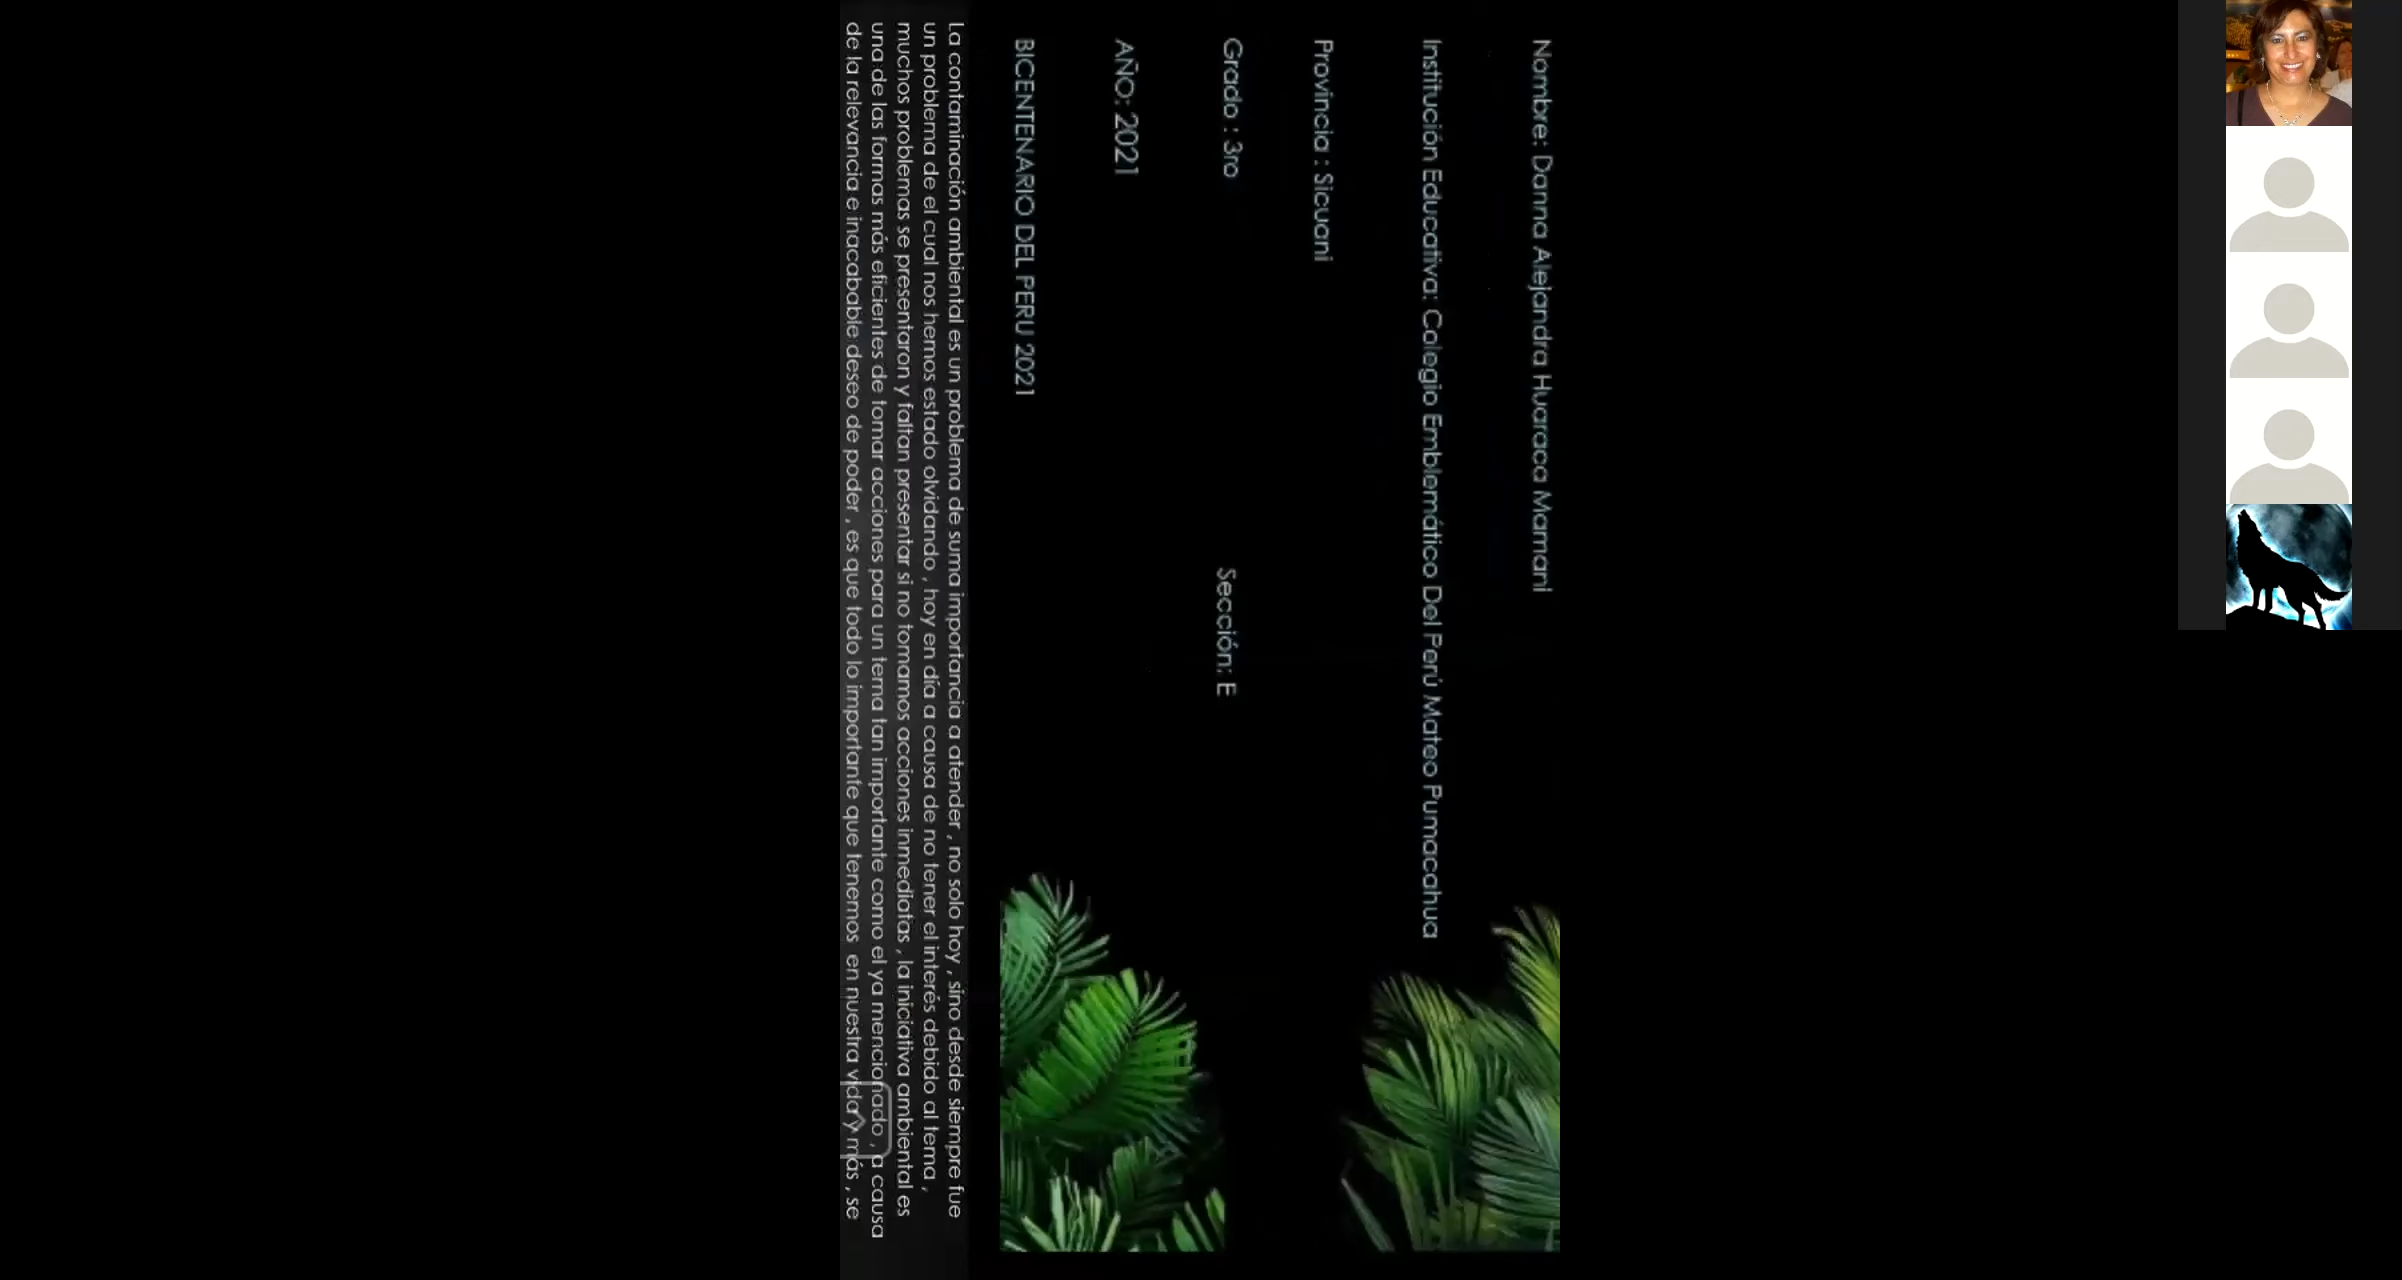 Nombre: Danna Alejandra Huaraca Mamani
Institución Educativa: Colegio Emblemático Del Perú Mateo Pumacahua
Provincia : Sicuani
Grado : 3ro
Sección: E
AÑO: 2021
BICENTENARIO DEL PERU 2021
La contaminación ambiental es un problema de suma importancia a atender , no solo hoy , sino desde siempre fue
un problema de el cual nos hemos estado olvidando , hoy en día a causa de no tener el interés debido al tema ,
muchos problemas se presentaron y faltan presentar si no tomamos acciones inmediatas , la iniciativa ambiental es
una de las formas más eficientes de tomar acciones para un tema tan importante como el ya mencionado , a causa
de la relevancia e inacabable deseo de poder , es que todo lo importante que tenemos en nuestra vida y más , se